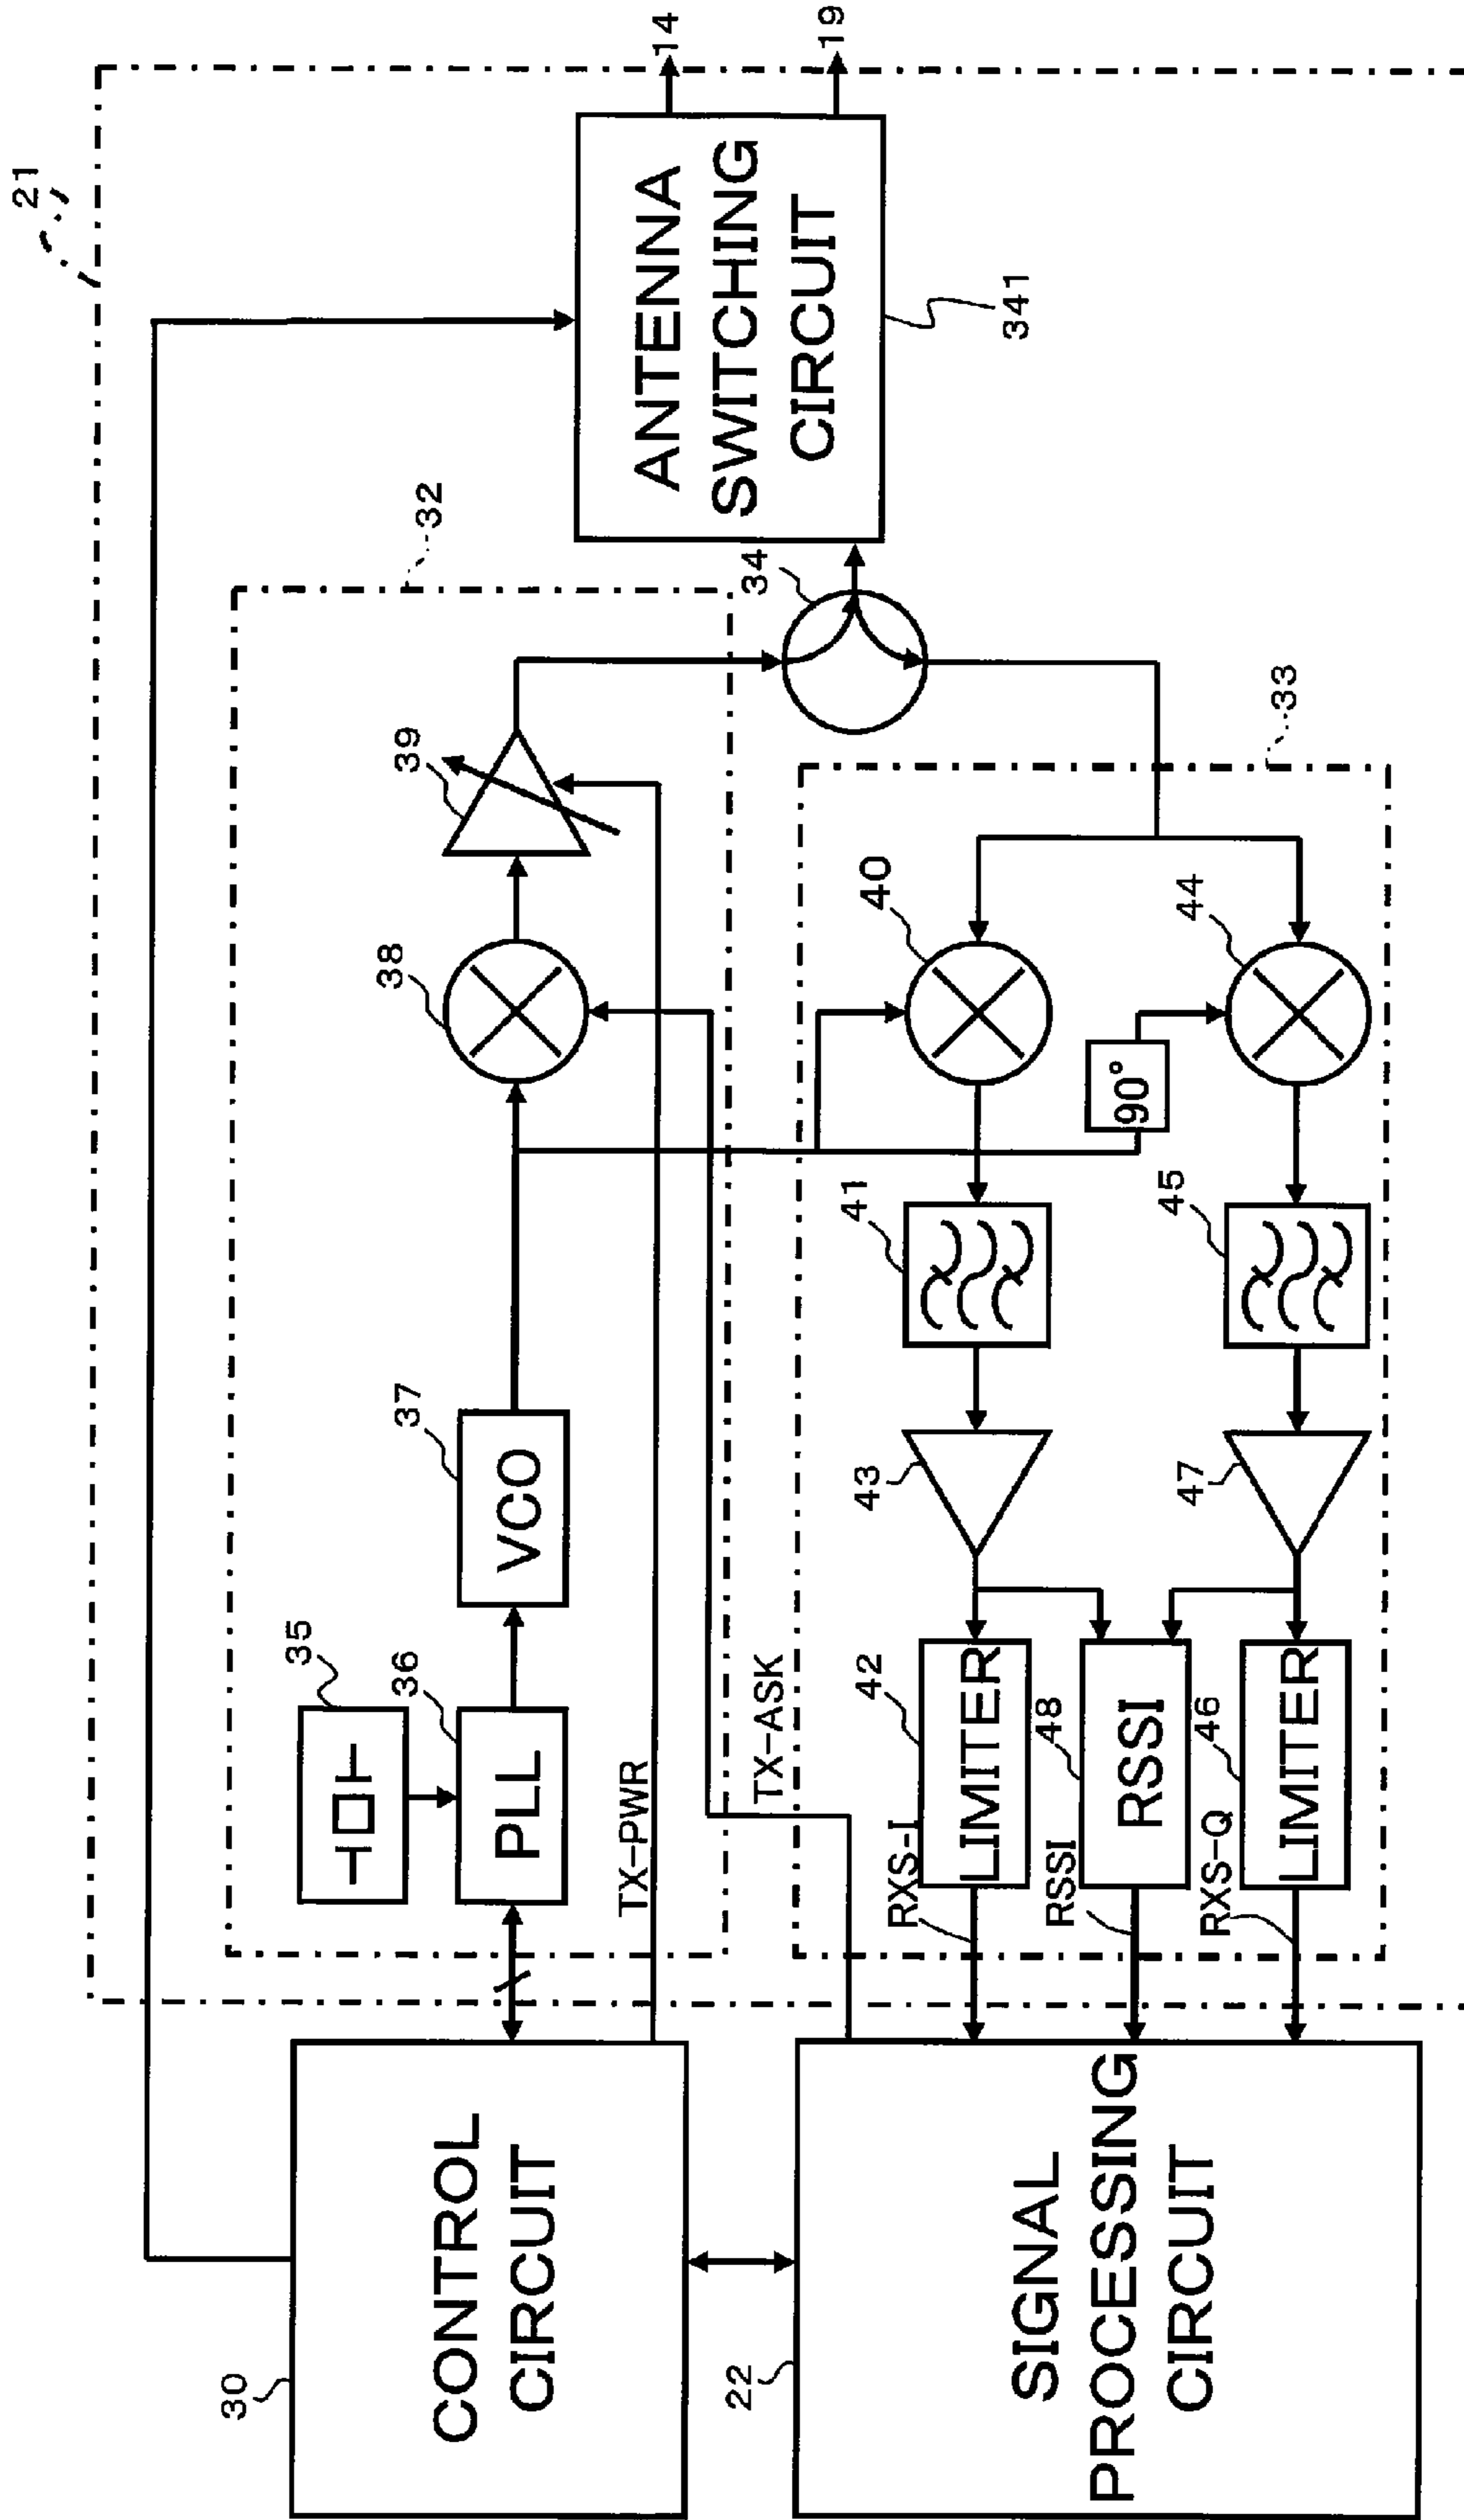 21
14
19
ANTENNA
SWITCHING
CIRCUIT
341
32
34
33
39
38
40
44
90°
41
45
37
VCO
43
47
35
36
PLL
TX-PWR
TX-ASK
42
LIMITER
48
RSSI
46
LIMITER
RXS-I
RSSI
RXS-Q
30
CONTROL
CIRCUIT
22
SIGNAL
PROCESSING
CIRCUIT